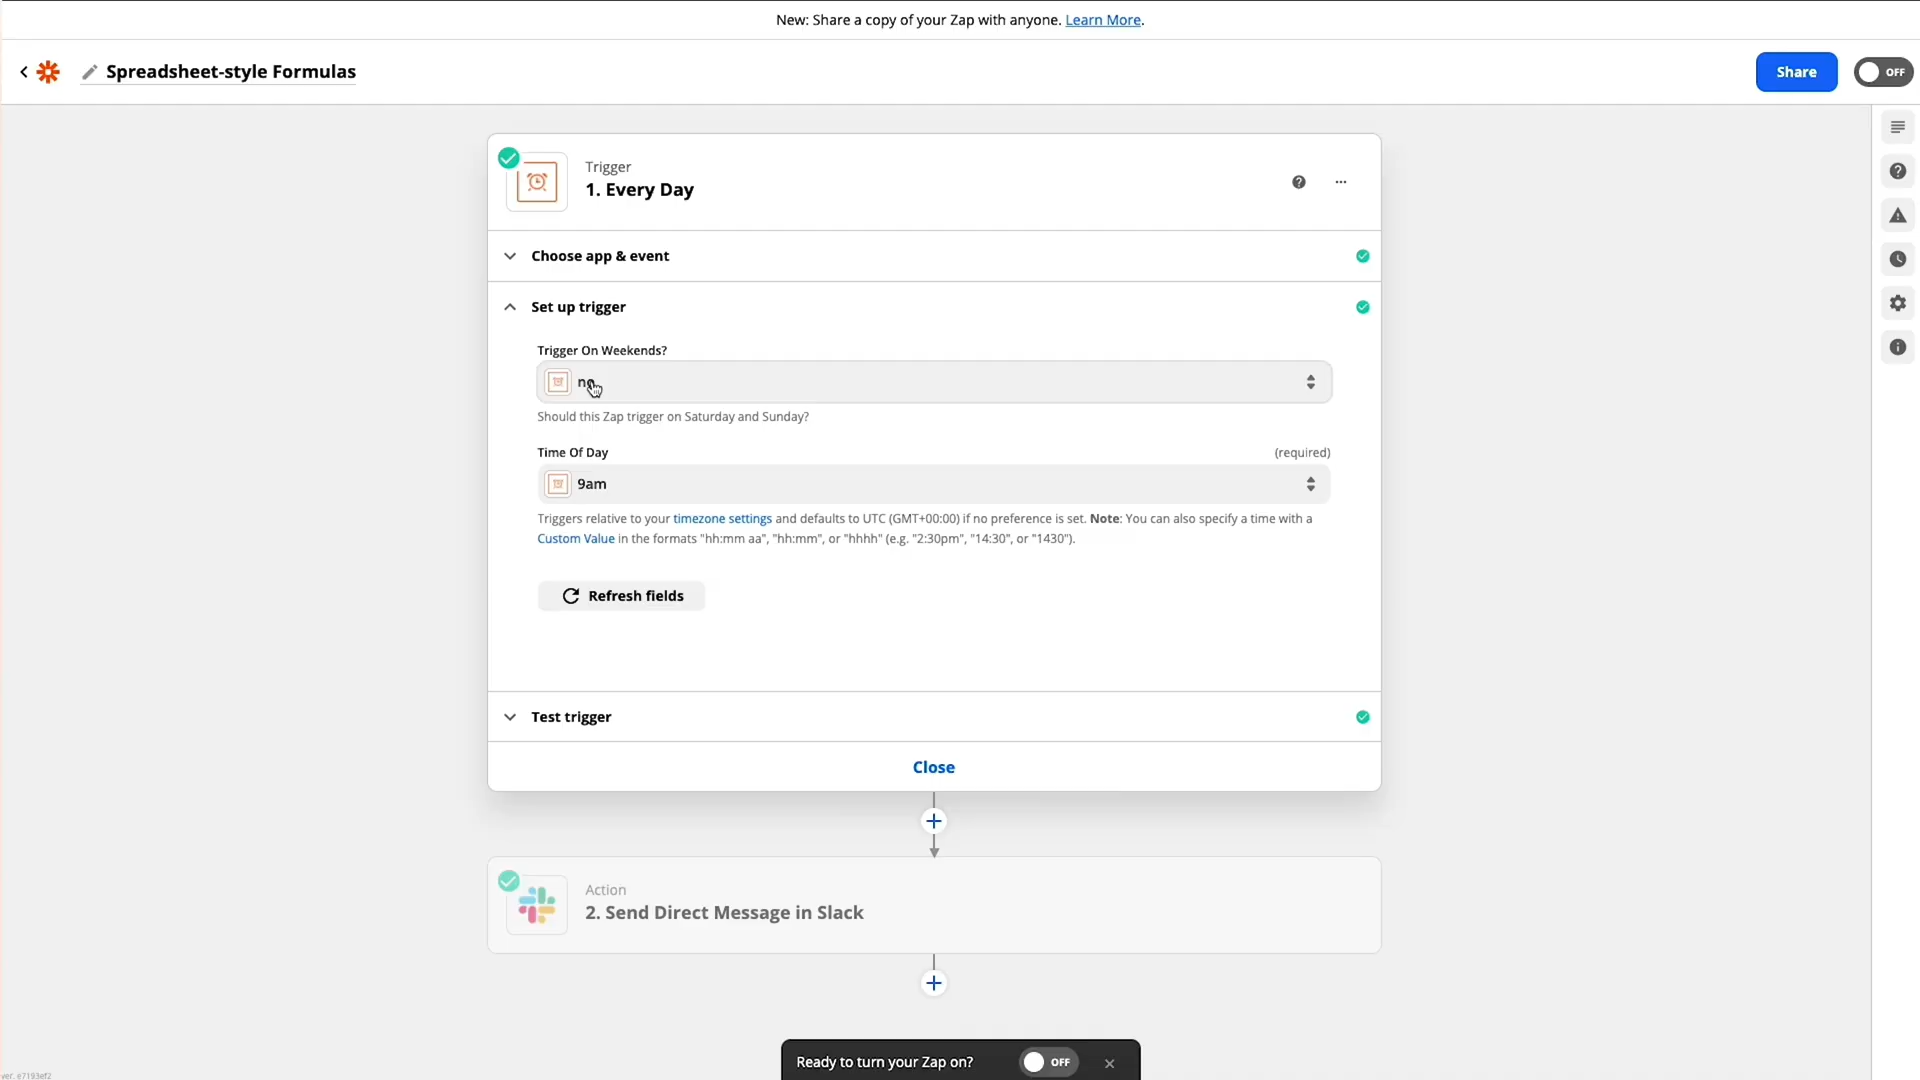 New: Share a copy of your Zap with anyone. Learn More.
Spreadsheet-style Formulas
Share
OFF
Trigger
1. Every Day
Choose app & event
Set up trigger
Trigger On Weekends?
no
Should this Zap trigger on Saturday and Sunday?
Time Of Day
(required)
9am
Triggers relative to your timezone settings and defaults to UTC (GMT+00:00) if no preference is set. Note: You can also specify a time with a
Custom Value in the formats "hh:mm aa", "hh:mm", or "hhhh" (e.g. "2:30pm", "14:30", or "1430").
Refresh fields
Test trigger
Close
Action
2. Send Direct Message in Slack
Ready to turn your Zap on?
OFF
ver. e7193ef2